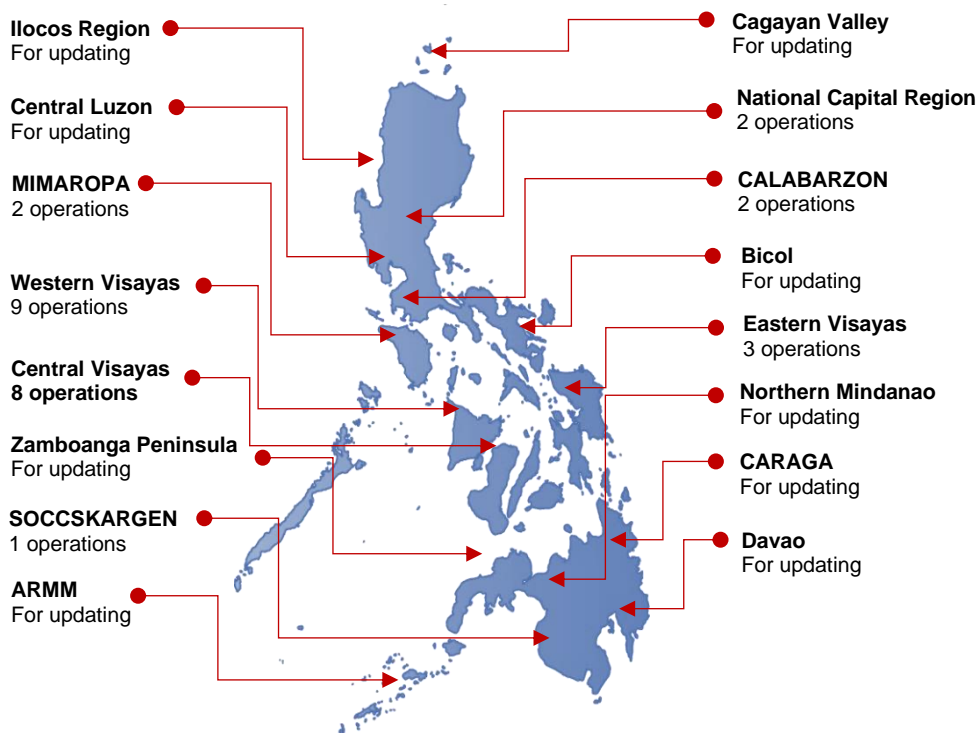 Ilocos Region
For updating
Central Luzon
For updating
MIMAROPA
2 operations
Western Visayas
9 operations
Central Visayas
8 operations
Zamboanga Peninsula
For updating
SOCCSKARGEN
1 operations
ARMM
For updating
Cagayan Valley
For updating
National Capital Region
2 operations
CALABARZON
2 operations
Bicol
For updating
Eastern Visayas
3 operations
Northern Mindanao
For updating
CARAGA
For updating
Davao
For updating